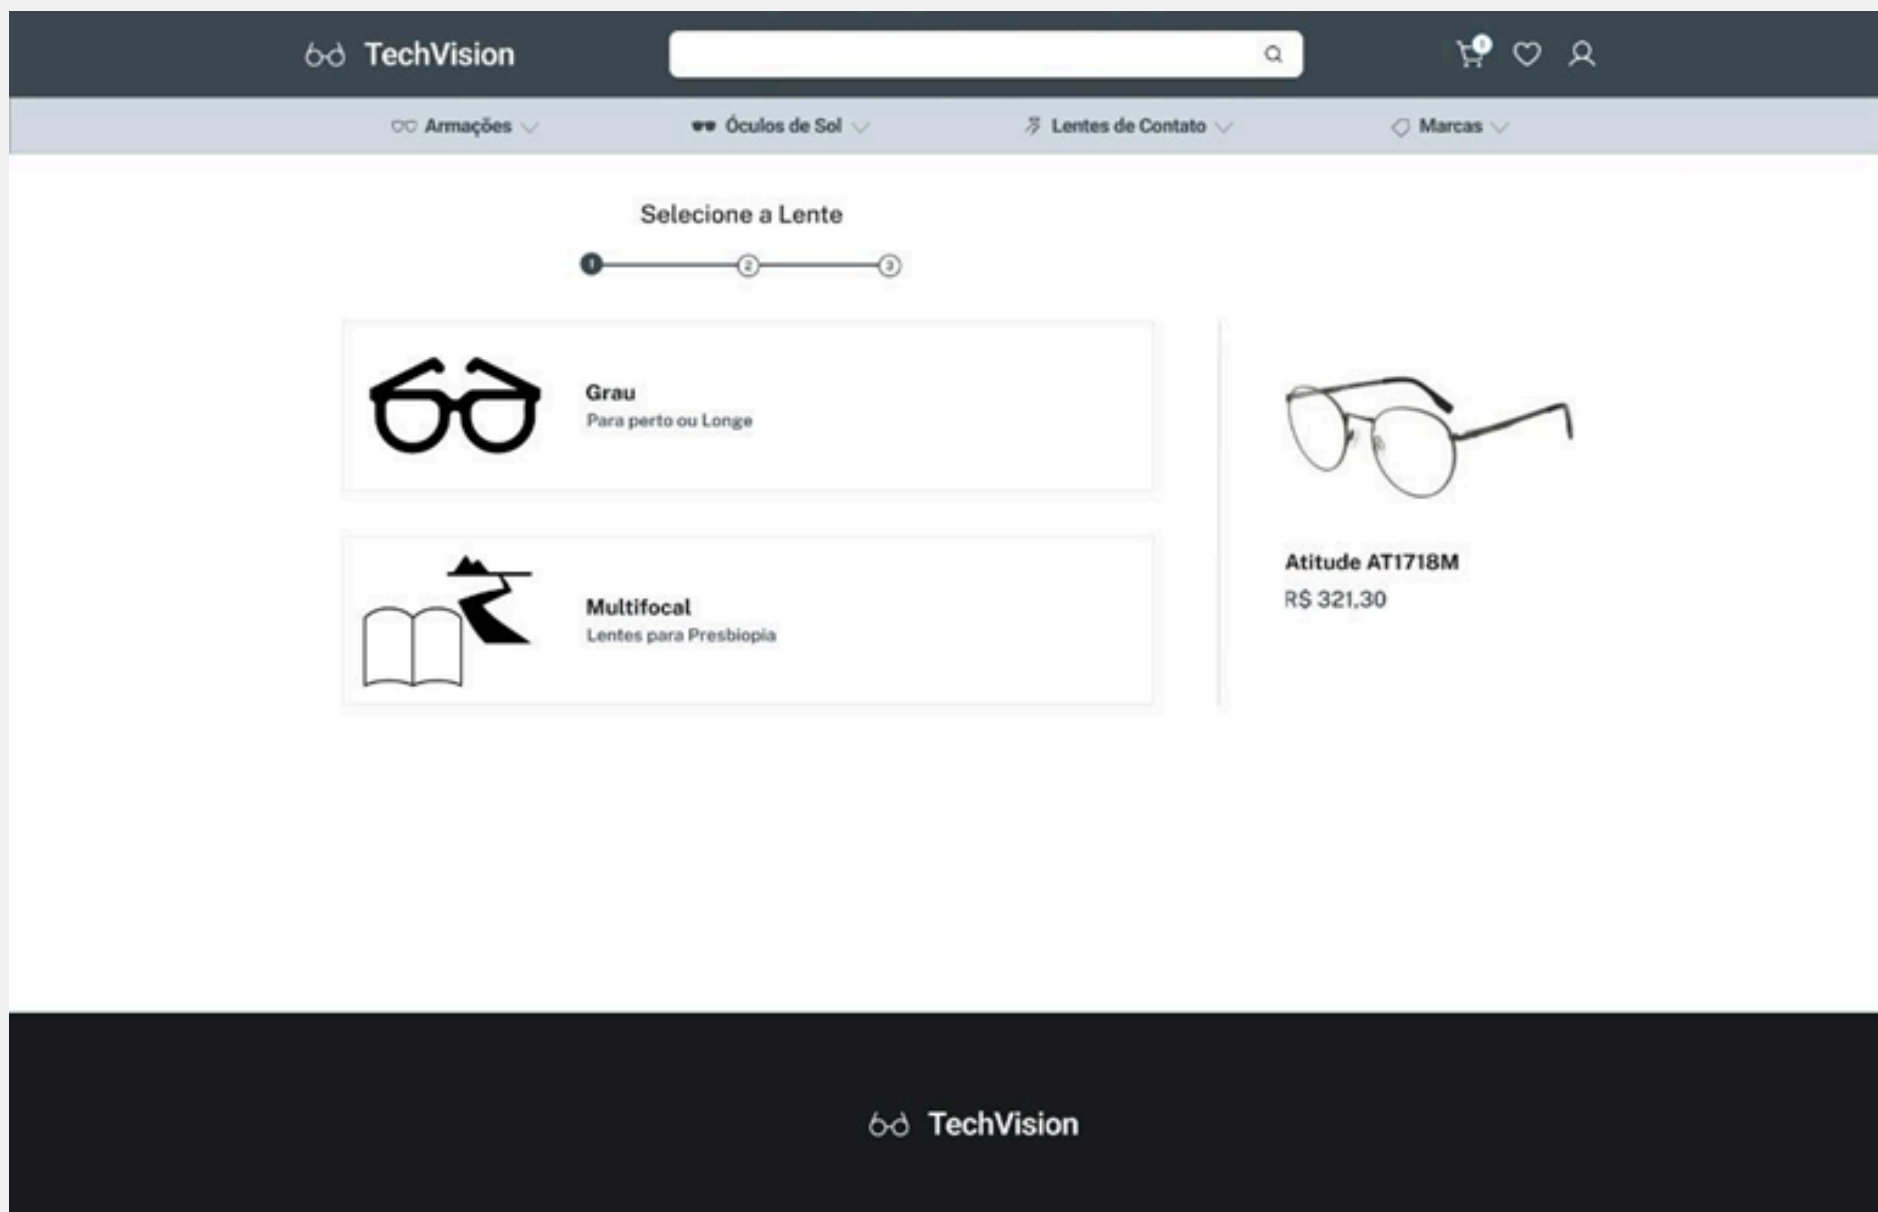 TechVision
1
Armações
Óculos de Sol
Lentes de Contato
Marcas
Selecione a Lente
1
2
3
Grau
Para perto ou Longe
Multifocal
Lentes para Presbiopia
Atitude AT1718M
R$ 321,30
TechVision